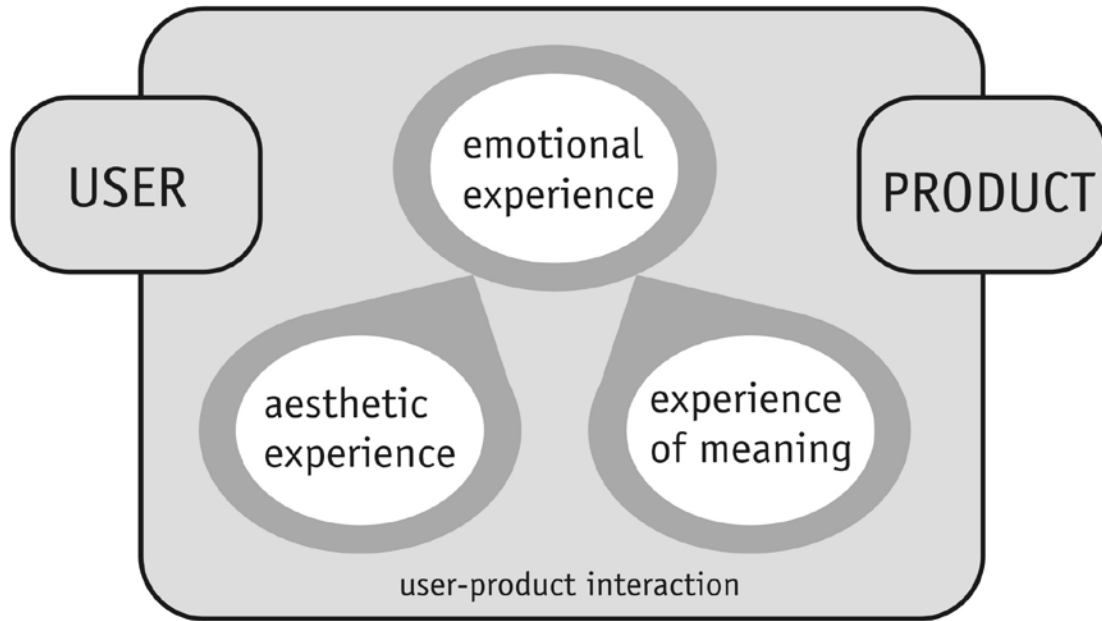 USER
emotional
experience
PRODUCT
aesthetic
experience
experience
of meaning
user-product interaction